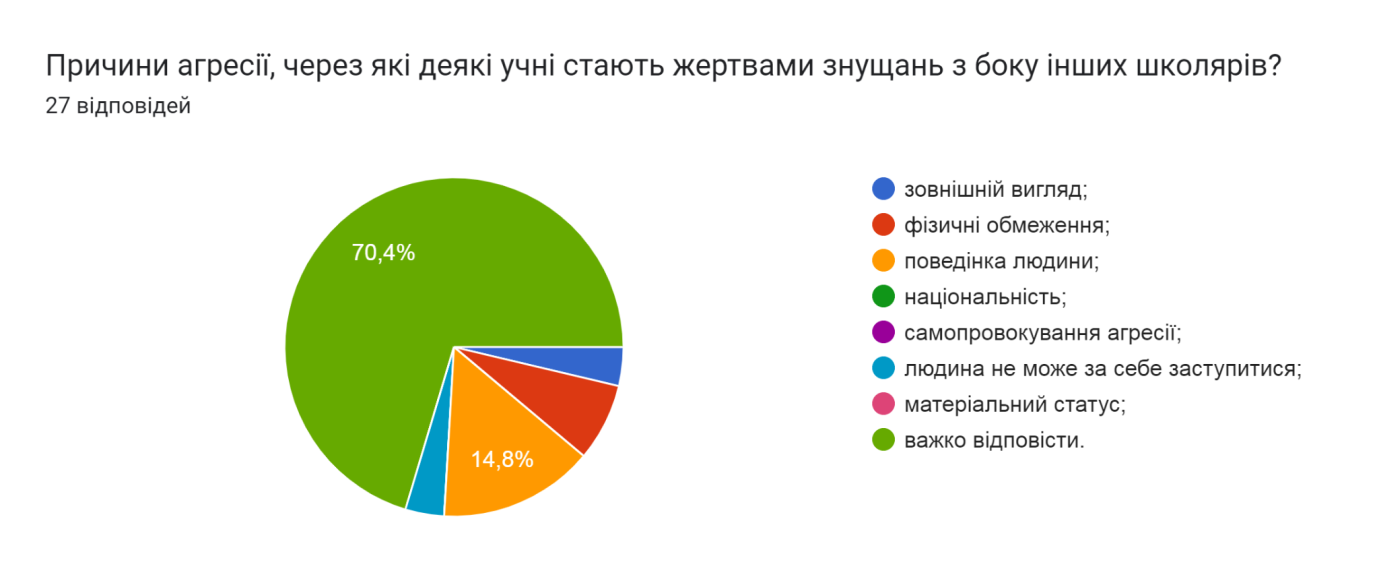 Причини агресії, через які деякі учні стають жертвами знущань з боку інших школярів?
27 відповідей
70,4%
14,8%
зовнішній вигляд;
фізичні обмеження;
поведінка людини;
національність;
самопровокування агресії;
людина не може за себе заступитися;
матеріальний статус;
важко відповісти.